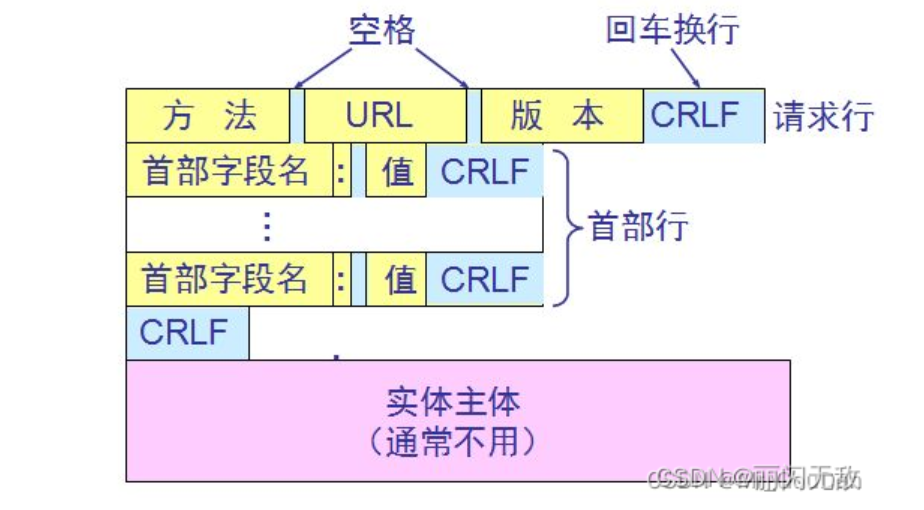 空格 回车换行
方 法 URL 版 本 CRLF 请求行
首部字段名 : 值 CRLF
⋮ 首部行
首部字段名 : 值 CRLF
CRLF
实体主体
（通常不用）